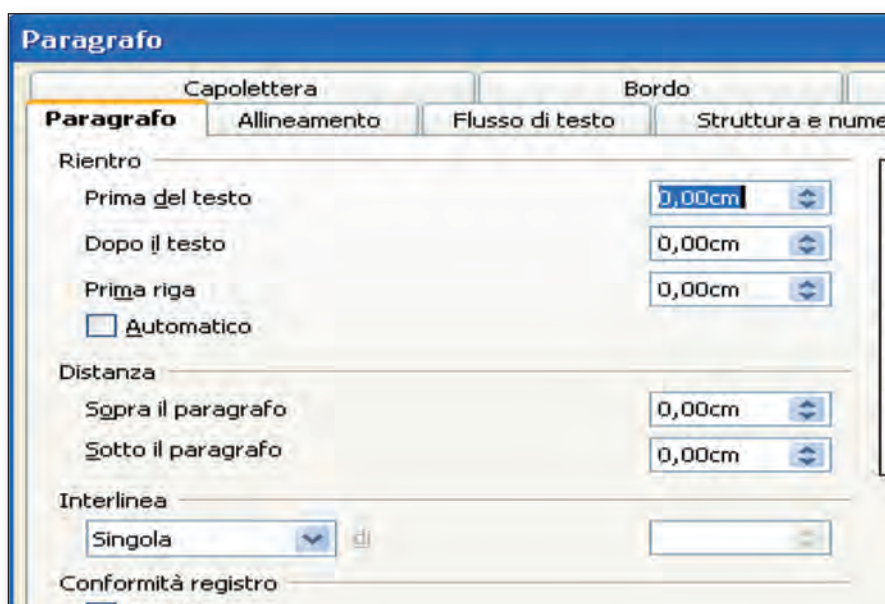 Paragrafo
Capolettera Bordo
Paragrafo Allineamento Flusso di testo Struttura e nume
Rientro
Prima del testo 0,00cm
Dopo il testo 0,00cm
Prima riga 0,00cm
Automatico
Distanza
Sopra il paragrafo 0,00cm
Sotto il paragrafo 0,00cm
Interlinea
Singola di
Conformità registro